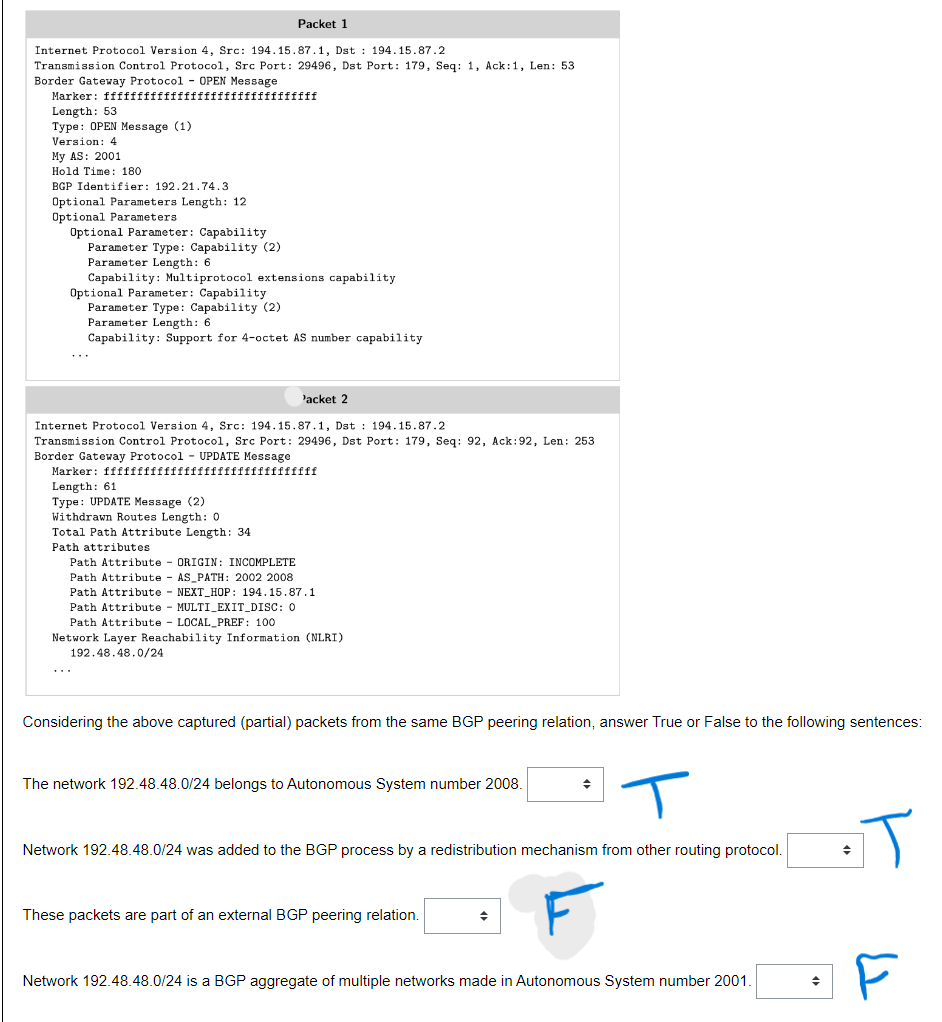 Packet 1
Internet Protocol Version 4, Src: 194.15.87.1, Dst : 194.15.87.2
Transmission Control Protocol, Src Port: 29496, Dst Port: 179, Seq: 1, Ack:1, Len: 53
Border Gateway Protocol - OPEN Message
Marker: ffffffffffffffffffffffffffffffff
Length: 53
Type: OPEN Message (1)
Version: 4
My AS: 2001
Hold Time: 180
BGP Identifier: 192.21.74.3
Optional Parameters Length: 12
Optional Parameters
Optional Parameter: Capability
Parameter Type: Capability (2)
Parameter Length: 6
Capability: Multiprotocol extensions capability
Optional Parameter: Capability
Parameter Type: Capability (2)
Parameter Length: 6
Capability: Support for 4-octet AS number capability
...
Packet 2
Internet Protocol Version 4, Src: 194.15.87.1, Dst : 194.15.87.2
Transmission Control Protocol, Src Port: 29496, Dst Port: 179, Seq: 92, Ack:92, Len: 253
Border Gateway Protocol - UPDATE Message
Marker: ffffffffffffffffffffffffffffffff
Length: 61
Type: UPDATE Message (2)
Withdrawn Routes Length: 0
Total Path Attribute Length: 34
Path attributes
Path Attribute - ORIGIN: INCOMPLETE
Path Attribute - AS_PATH: 2002 2008
Path Attribute - NEXT_HOP: 194.15.87.1
Path Attribute - MULTI_EXIT_DISC: 0
Path Attribute - LOCAL_PREF: 100
Network Layer Reachability Information (NLRI)
192.48.48.0/24
...
Considering the above captured (partial) packets from the same BGP peering relation, answer True or False to the following sentences:
The network 192.48.48.0/24 belongs to Autonomous System number 2008. T
Network 192.48.48.0/24 was added to the BGP process by a redistribution mechanism from other routing protocol. T
These packets are part of an external BGP peering relation. F
Network 192.48.48.0/24 is a BGP aggregate of multiple networks made in Autonomous System number 2001. F